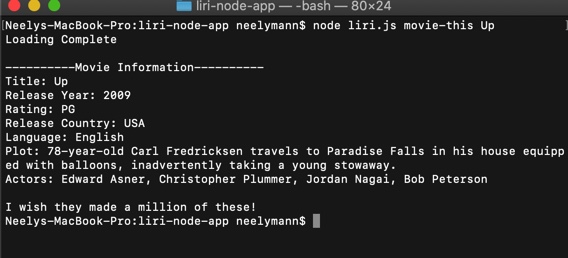 liri-node-app — -bash — 80×24
[Neelys-MacBook-Pro:liri-node-app neelymann$ node liri.js movie-this Up ]
Loading Complete
----------Movie Information----------
Title: Up
Release Year: 2009
Rating: PG
Release Country: USA
Language: English
Plot: 78-year-old Carl Fredricksen travels to Paradise Falls in his house equipp
ed with balloons, inadvertently taking a young stowaway.
Actors: Edward Asner, Christopher Plummer, Jordan Nagai, Bob Peterson
I wish they made a million of these!
Neelys-MacBook-Pro:liri-node-app neelymann$